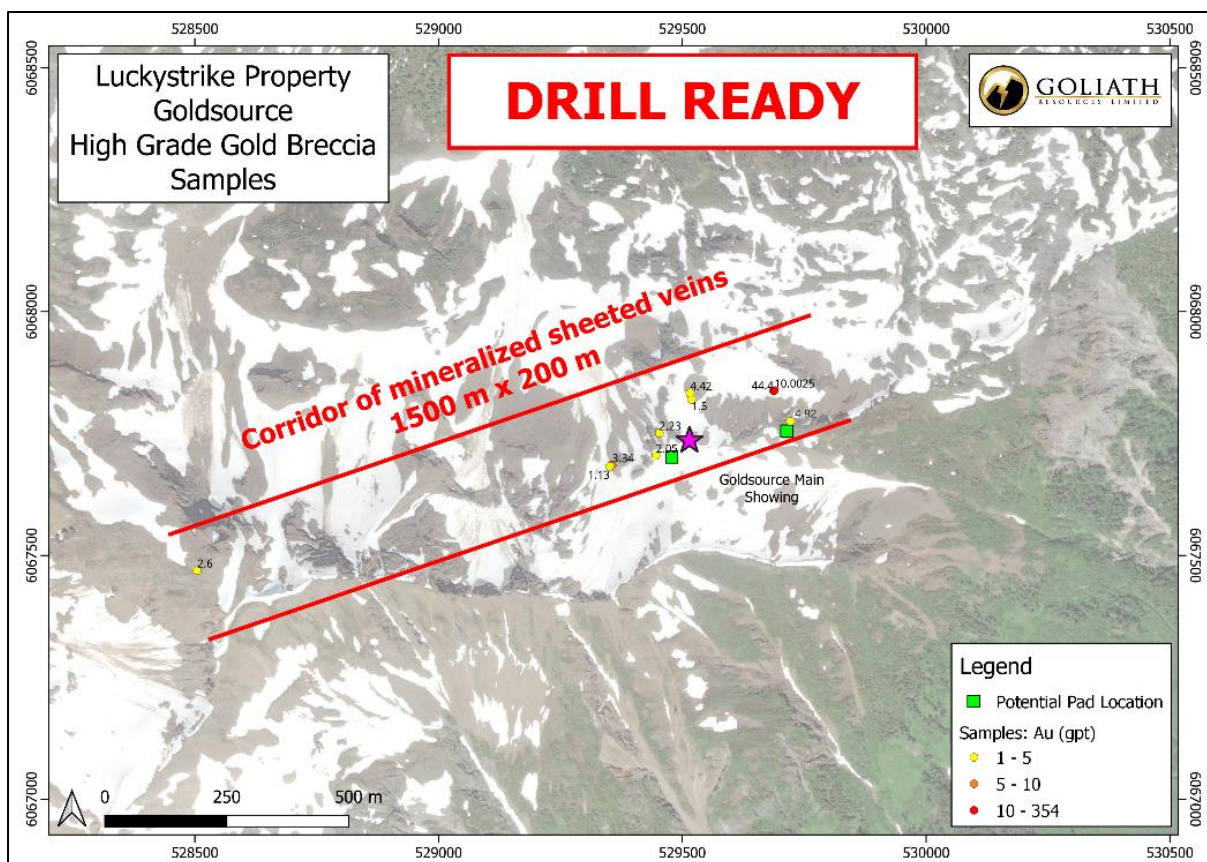 528500
529000
529500
530000
530500
6068500
6068500
Luckystrike Property
Goldsource
High Grade Gold Breccia
Samples
DRILL READY
GOLIATH
RESOURCES LIMITED
6068000
6068000
Corridor of mineralized sheeted veins
1500 m x 200 m
4.42
1.5
44.4
10.0025
4.92
2.23
2.05
3.34
1.13
Goldsource Main
Showing
6067500
6067500
2.6
Legend
Potential Pad Location
Samples: Au (gpt)
1 - 5
5 - 10
10 - 354
6067000
6067000
0
250
500 m
528500
529000
529500
530000
530500